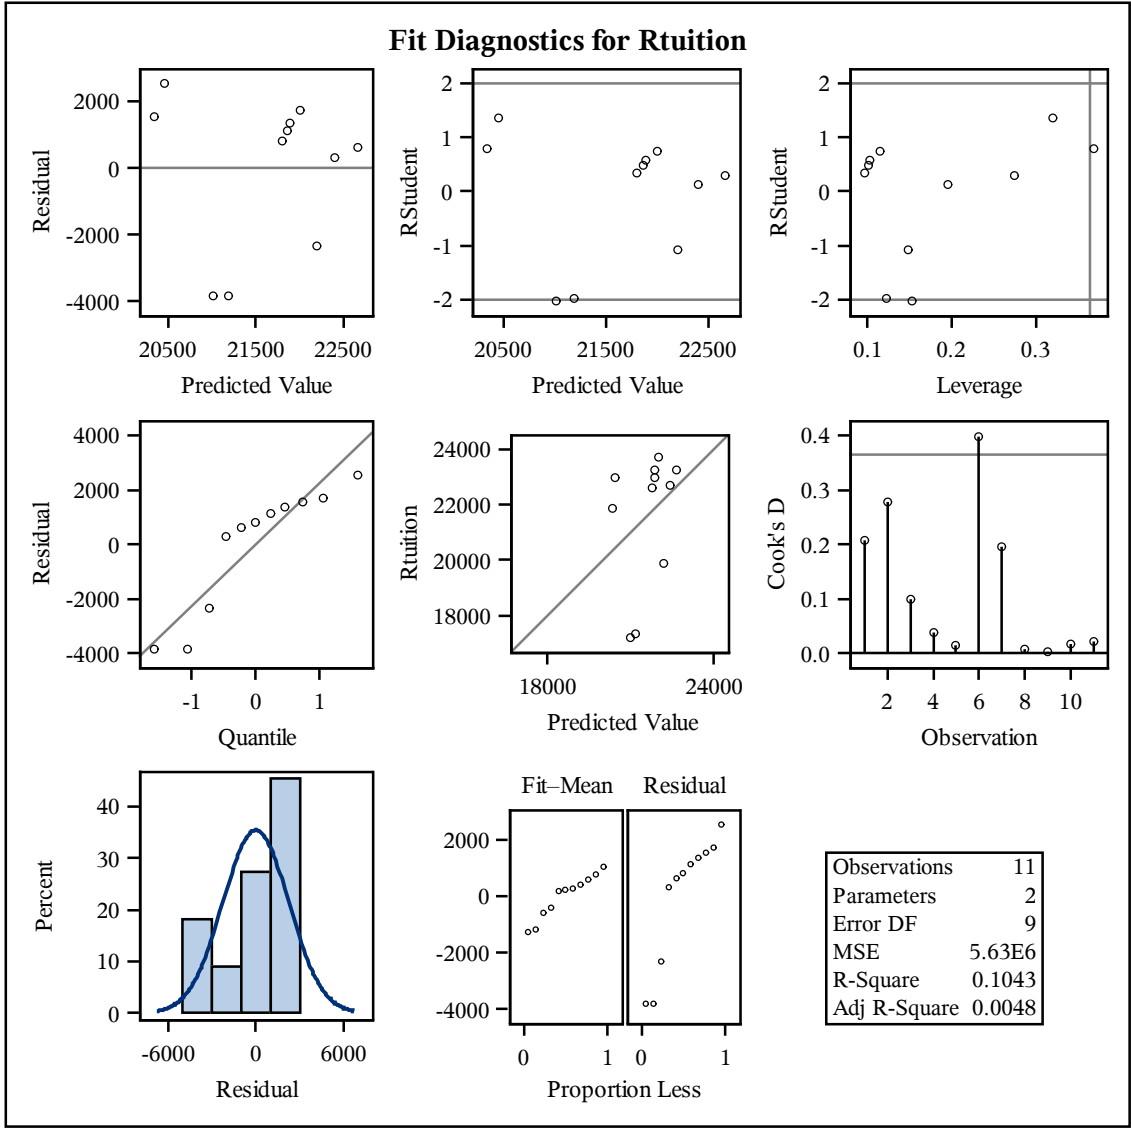 Fit Diagnostics for Rtuition
Residual
2000
0
-2000
-4000
20500 21500 22500
Predicted Value
RStudent
2
1
0
-1
-2
20500 21500 22500
Predicted Value
RStudent
2
1
0
-1
-2
0.1 0.2 0.3
Leverage
Residual
4000
2000
0
-2000
-4000
-1 0 1
Quantile
Rtuition
24000
22000
20000
18000
18000 24000
Predicted Value
Cook's D
0.4
0.3
0.2
0.1
0.0
2 4 6 8 10
Observation
Percent
40
30
20
10
0
-6000 0 6000
Residual
Fit–Mean Residual
2000
0
-2000
-4000
0 1 0 1
Proportion Less
Observations 11
Parameters 2
Error DF 9
MSE 5.63E6
R-Square 0.1043
Adj R-Square 0.0048